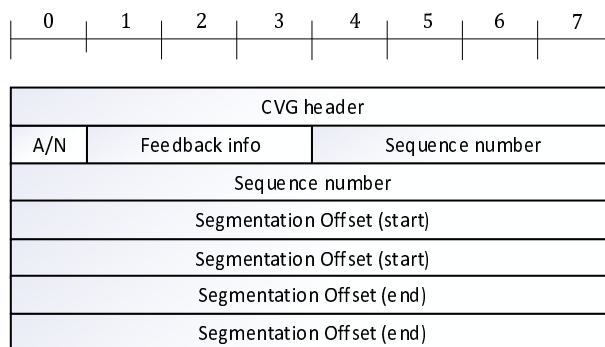 0 1 2 3 4 5 6 7
CVG header
A/N Feedback info Sequence number
Sequence number
Segmentation Offset (start)
Segmentation Offset (start)
Segmentation Offset (end)
Segmentation Offset (end)